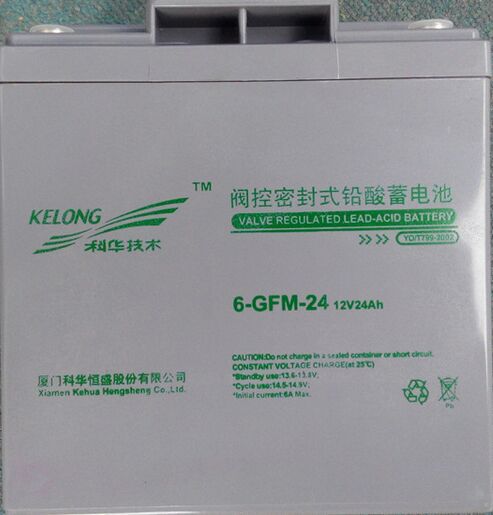 KELONG
科华技术
TM
阀控密封式铅酸蓄电池
VALVE REGULATED LEAD-ACID BATTERY
YD/T799-2002
6-GFM-24 12V24Ah
CAUTION:Do not charge in a sealed container or short circuit.
CONSTANT VOLTAGE CHARGE(at 25℃)
*Standby use:13.6-13.8V;
*Cycle use:14.5-14.9V;
*Initial current:6A Max.
厦门科华恒盛股份有限公司
Xiamen Kehua Hengsheng Co.,Ltd.
Pb